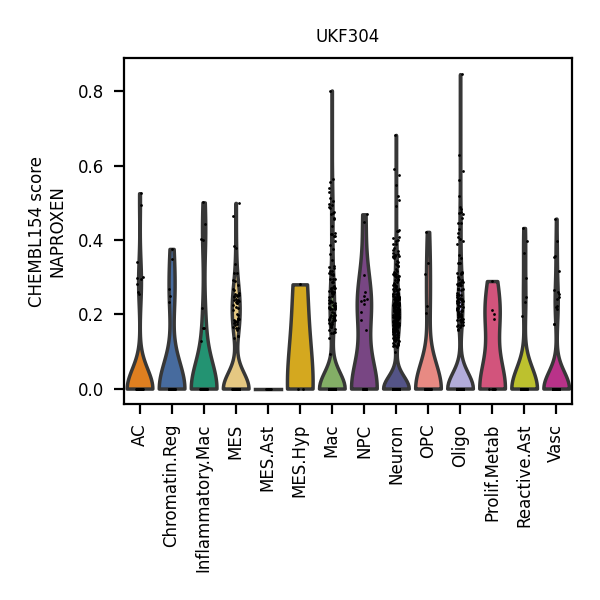 UKF304
CHEMBL154 score
NAPROXEN
0.8
0.6
0.4
0.2
0.0
AC
Chromatin.Reg
Inflammatory.Mac
MES
MES.Ast
MES.Hyp
Mac
NPC
Neuron
OPC
Oligo
Prolif.Metab
Reactive.Ast
Vasc